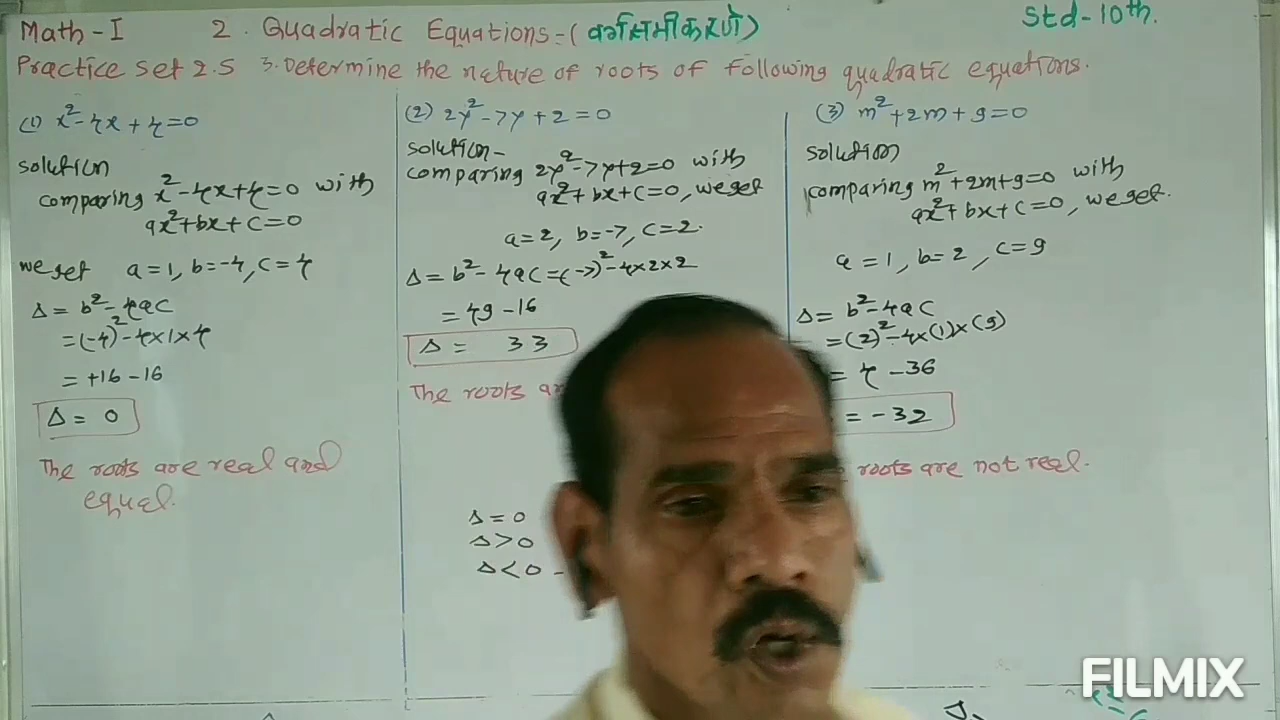 Math-I 2. Quadratic Equations-(वर्गसमीकरणे) Std-10th.
Practice set 2.5 3. Determine the nature of roots of following quadratic equations.
(1) x²-4x+4=0
solution
comparing x²-4x+4=0 with
ax²+bx+c=0
we get a=1, b=-4, c=4
Δ = b²-4ac
=(-4)²-4×1×4
= +16-16
Δ = 0
The roots are real and
equal.
(2) 2y²-7y+2=0
solution-
comparing 2y²-7y+2=0 with
ax²+bx+c=0, we get
a=2, b=-7, c=2.
Δ = b²-4ac=(-7)²-4×2×2
= 49-16
Δ = 33
The roots
Δ=0
Δ>0
Δ<0 -
(3) m²+2m+9=0
solution
comparing m²+2m+9=0 with
ax²+bx+c=0, we get.
a=1, b=2, c=9
Δ= b²-4ac
=(2)²-4×(1)×(9)
= 4-36
= -32
roots are not real.
FILMIX